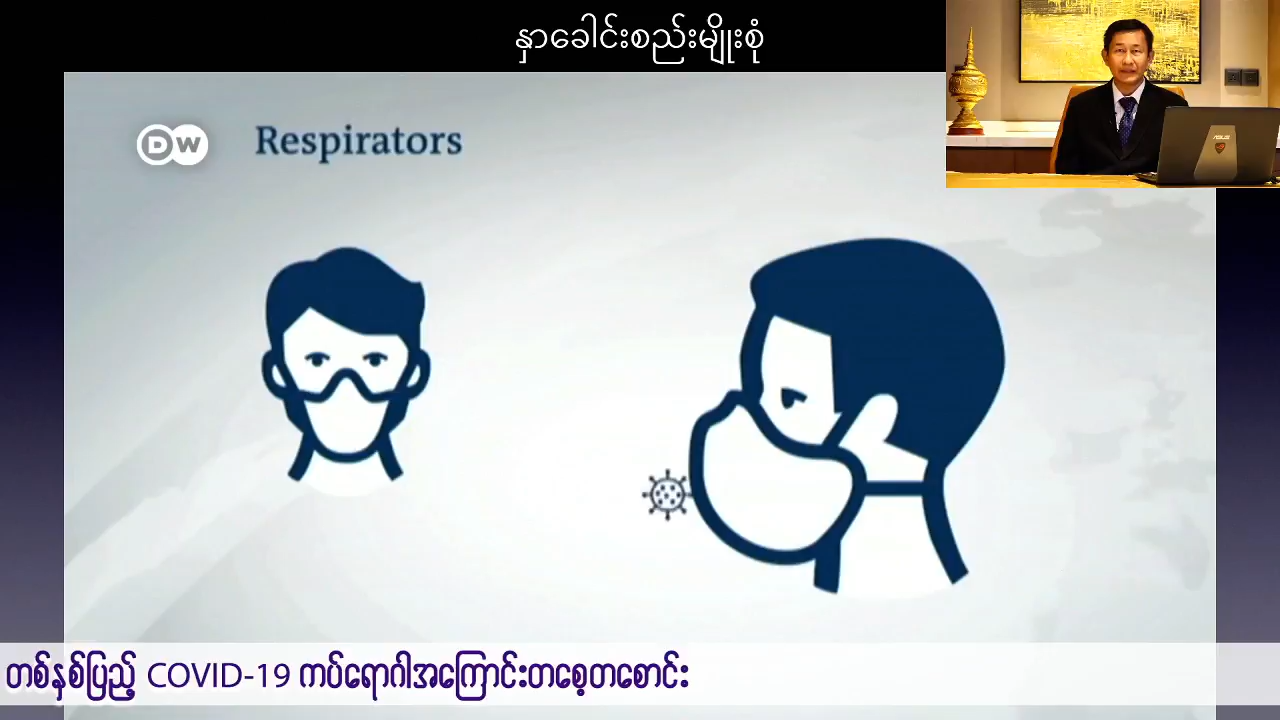 နှာခေါင်းစည်းမျိုးစုံ
DW
Respirators
ASUS
တစ်နှစ်ပြည့် COVID-19 ကပ်ရောဂါအကြောင်းတစေ့တစောင်း